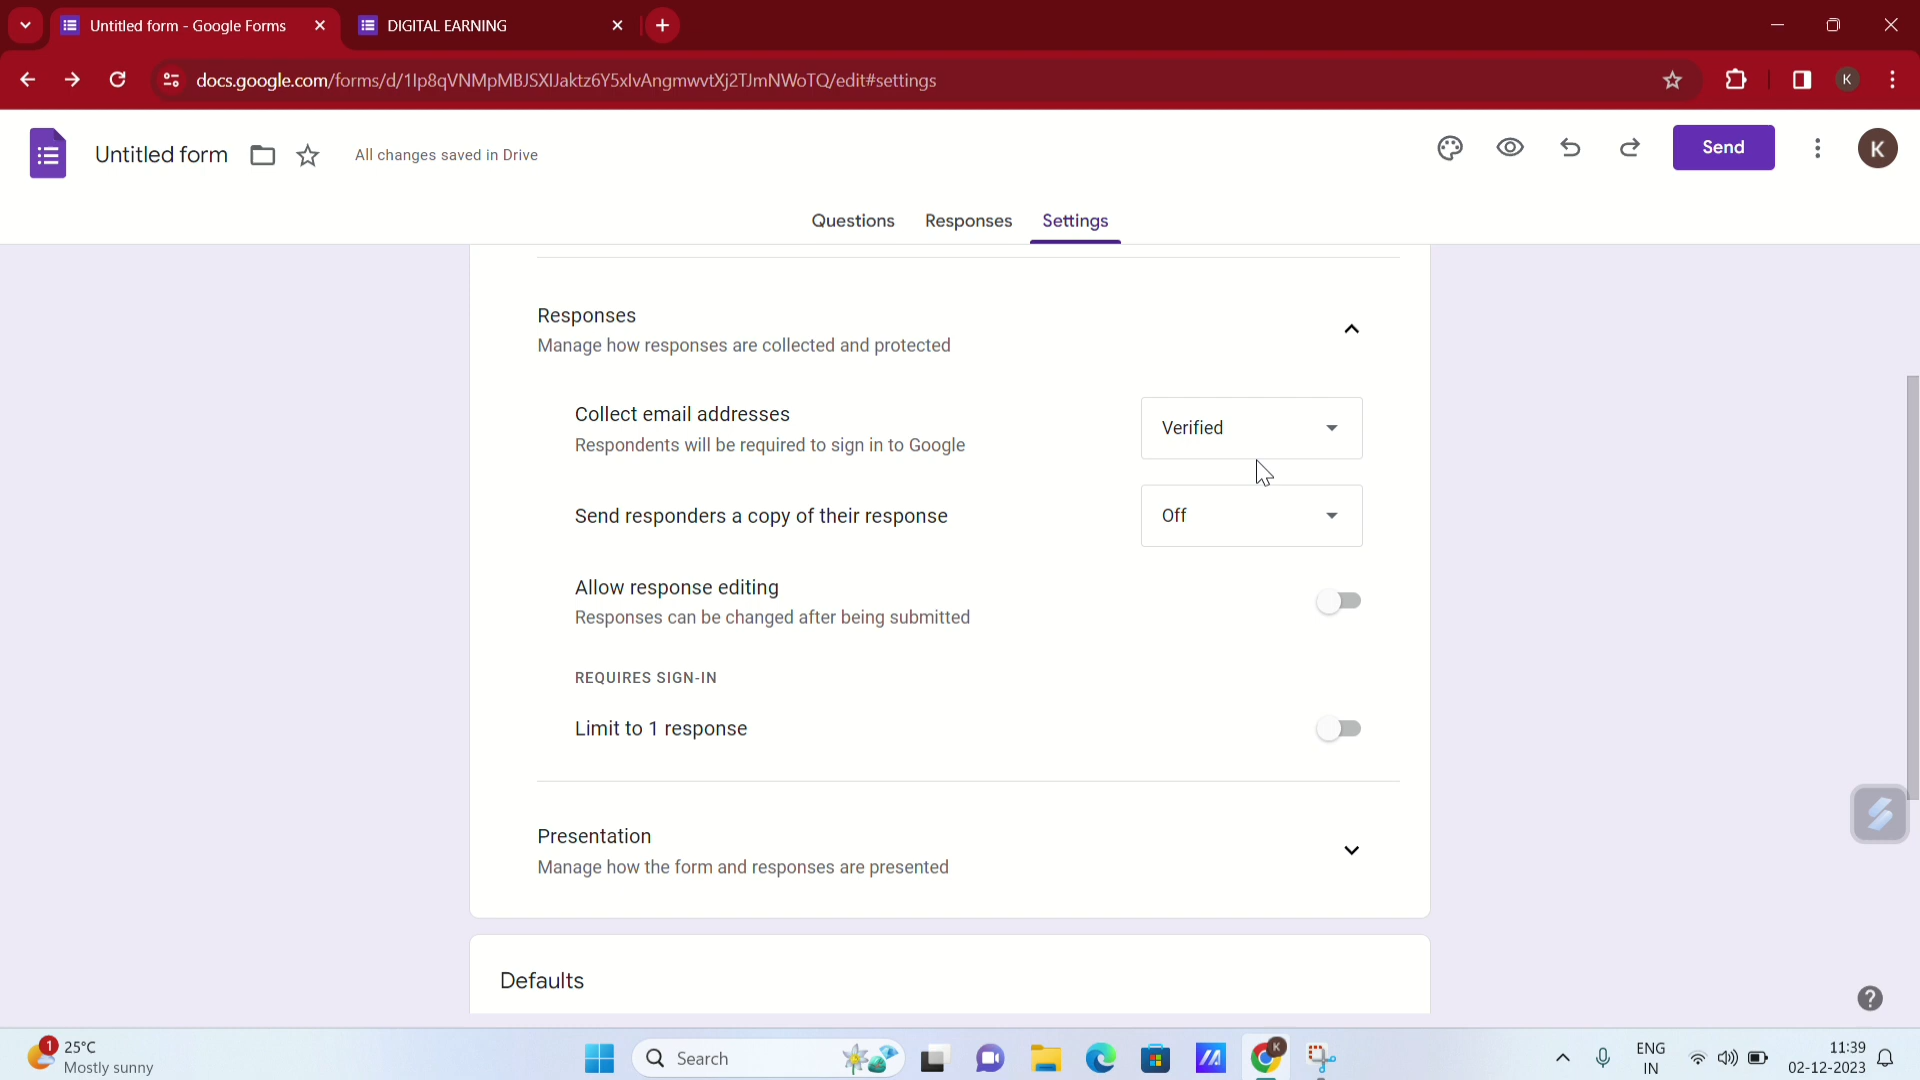 Untitled form - Google Forms
DIGITAL EARNING
docs.google.com/forms/d/1Ip8qVNMpMBJSXIJaktz6Y5xIvAngmwvtXj2TJmNWoTQ/edit#settings
K
Untitled form
All changes saved in Drive
Send
K
Questions
Responses
Settings
Responses
Manage how responses are collected and protected
Collect email addresses
Respondents will be required to sign in to Google
Verified
Send responders a copy of their response
Off
Allow response editing
Responses can be changed after being submitted
REQUIRES SIGN-IN
Limit to 1 response
Presentation
Manage how the form and responses are presented
Defaults
1
25°C
Mostly sunny
Search
K
ENG
IN
11:39
02-12-2023